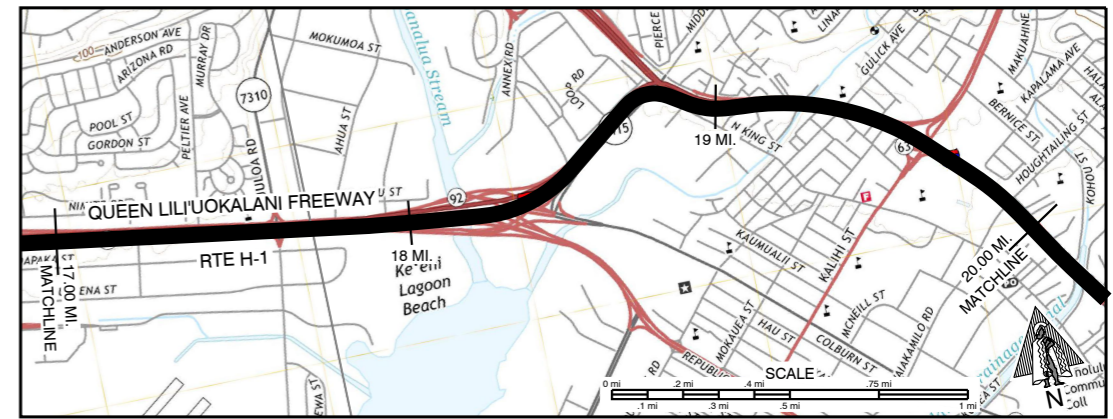 ANDERSON AVE
100
ARIZONA RD
MURRAY DR
POOL ST
GORDON ST
PELTIER AVE
7310
MOKUMOA ST
AHUA ST
Stream
ANNEX RD
LOOP RD
PIERCE
GULICK AVE
MAKUAHINE
KAPALAMA AVE
BERNICE ST
HOUGHTAILING ST
KOHOU ST
N KING ST
19 MI.
63
92
QUEEN LILI'UOKALANI FREEWAY
RTE H-1
18 MI.
Lagoon
Beach
17.00 MI.
MATCHLINE
ENA ST
KAUMUALII ST
KALIHI ST
MOKAUEA ST
HAU ST
COLBURN ST
MCNEILL ST
RD
20.00 MI.
MATCHLINE
SCALE
0 mi .2 mi .4 mi .75 mi
.1 mi .3 mi .5 mi 1 mi
N